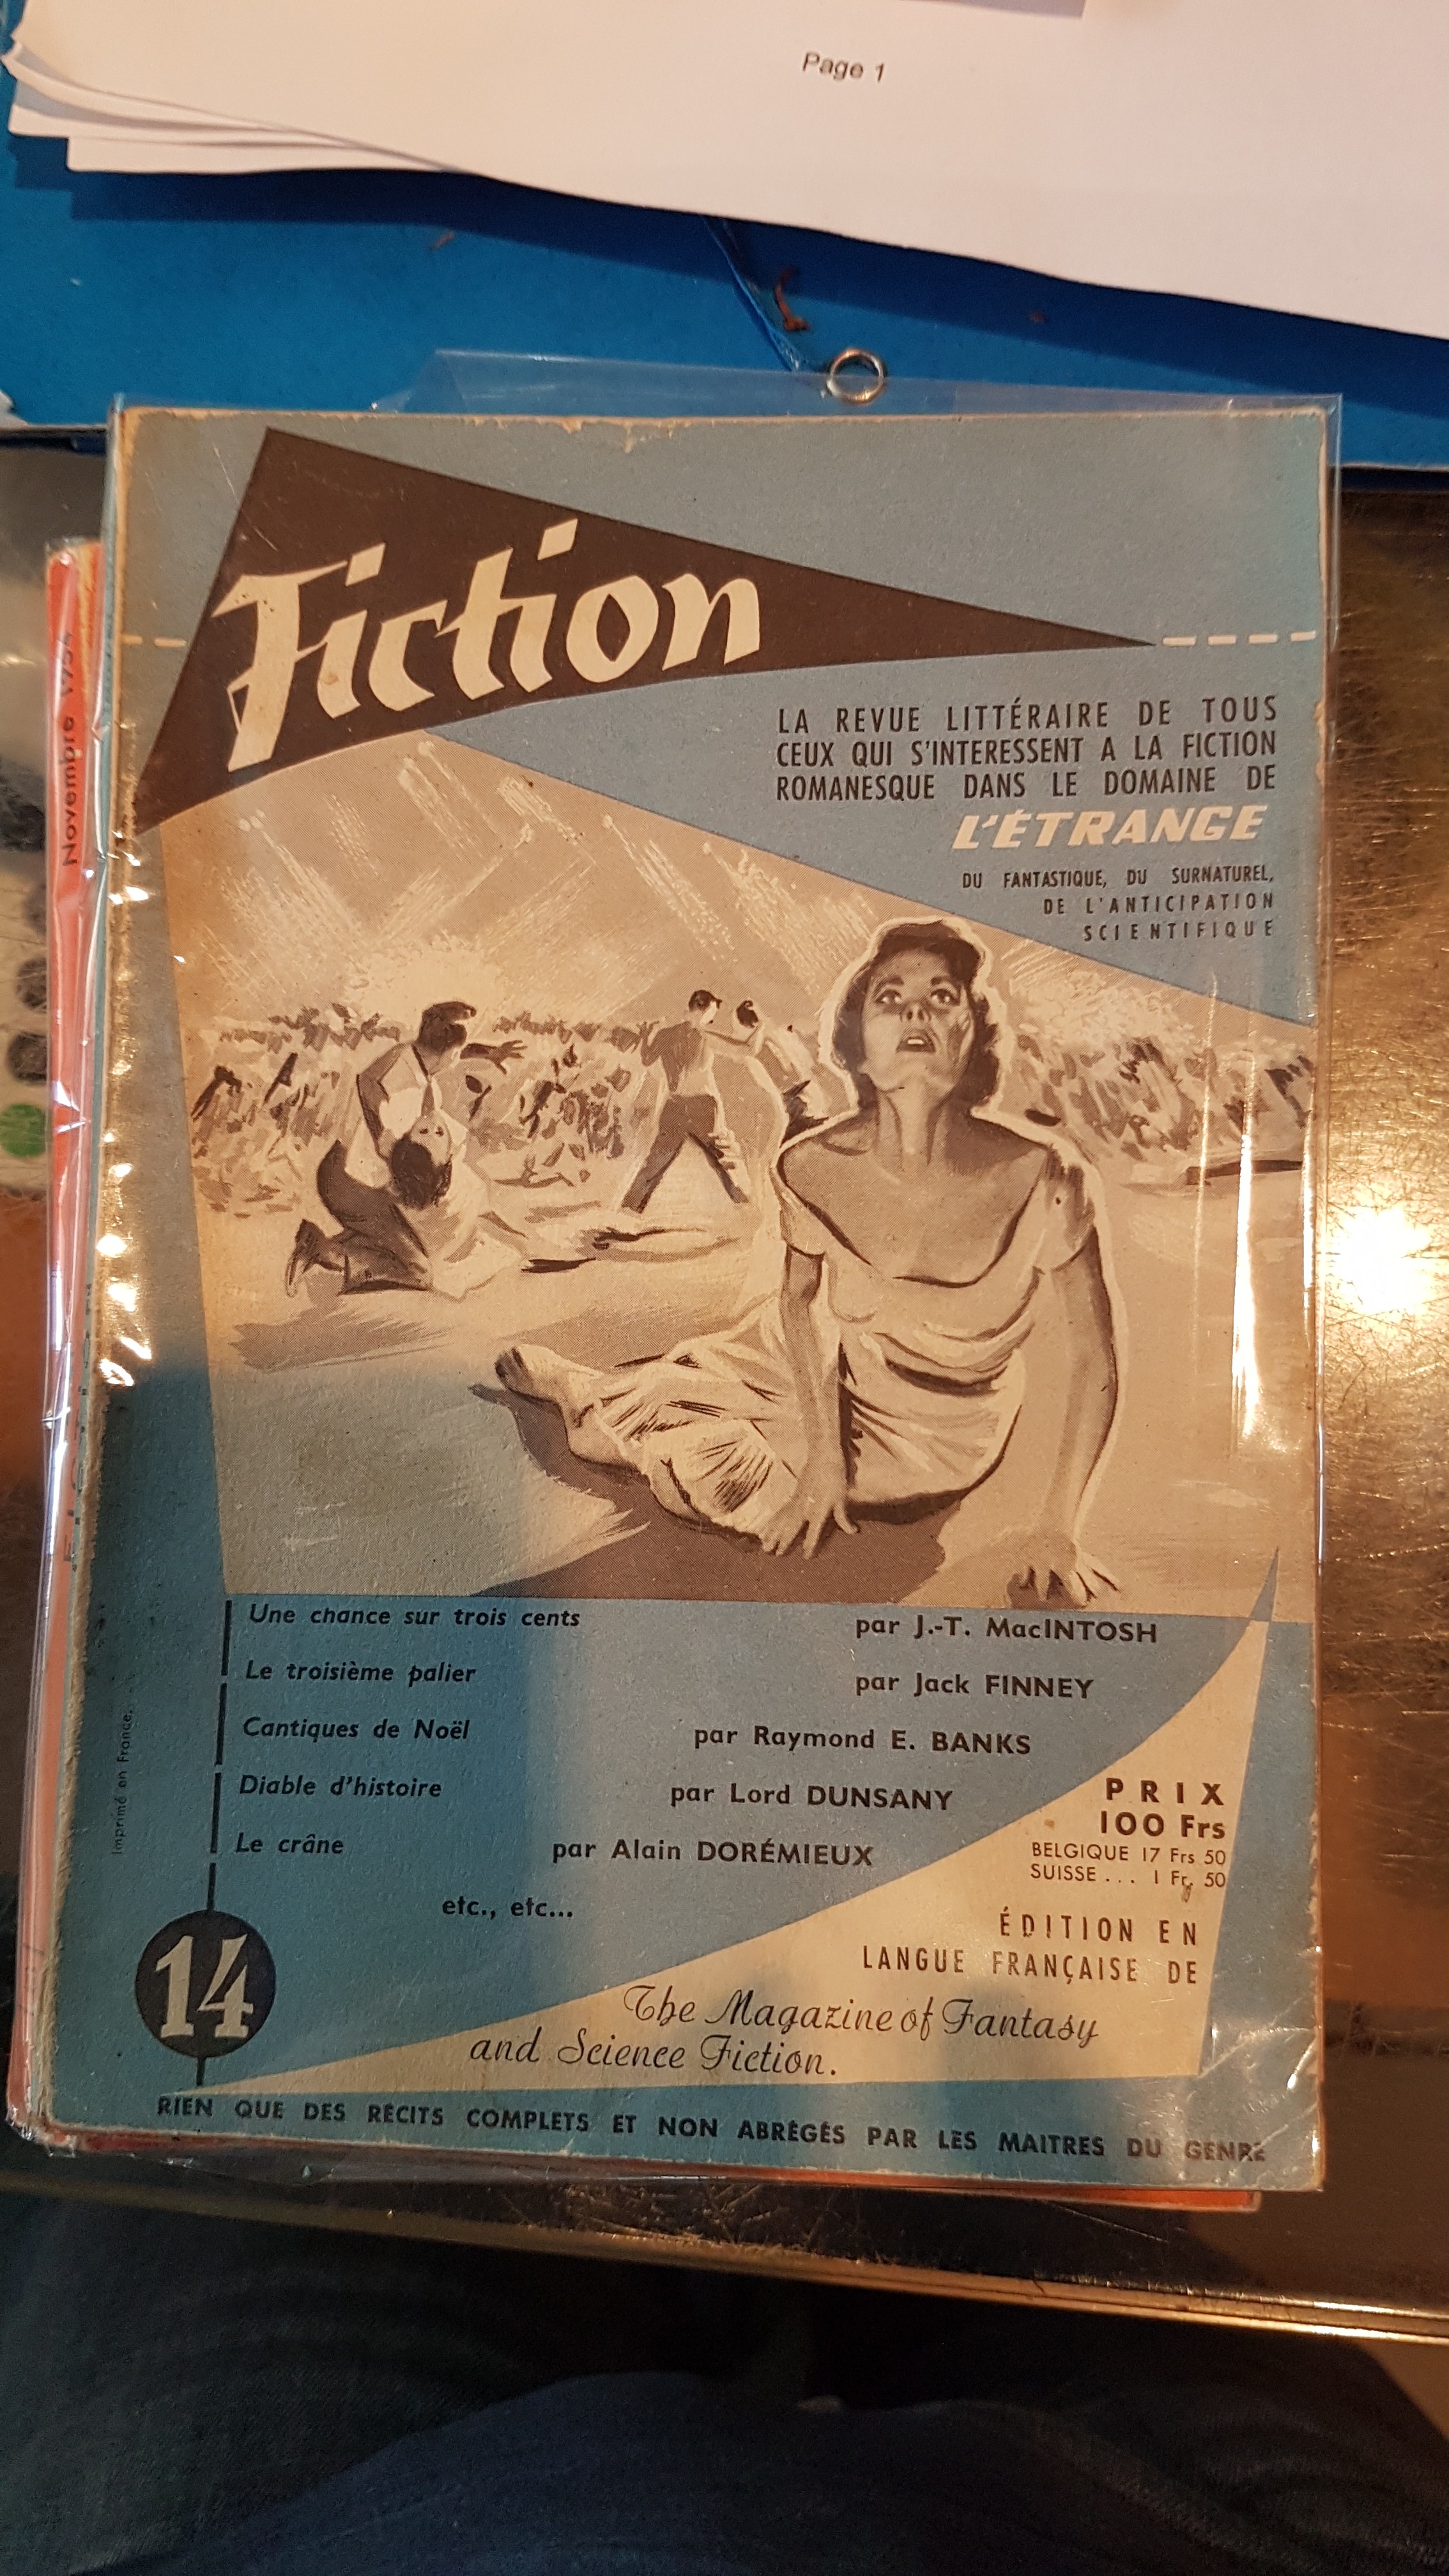 Page 1
Fiction
LA REVUE LITTÉRAIRE DE TOUS
CEUX QUI S'INTERESSENT A LA FICTION
ROMANESQUE DANS LE DOMAINE DE
L'ÉTRANGE
DU FANTASTIQUE, DU SURNATUREL,
DE L'ANTICIPATION
SCIENTIFIQUE
Novembre
Une chance sur trois cents par J.-T. MacINTOSH
Le troisième palier par Jack FINNEY
Cantiques de Noël par Raymond E. BANKS
Diable d'histoire par Lord DUNSANY
Le crâne par Alain DORÉMIEUX
etc., etc...
Imprimé en France.
PRIX
100 Frs
BELGIQUE 17 Frs 50
SUISSE... 1 Fr. 50
ÉDITION EN
LANGUE FRANÇAISE DE
The Magazine of Fantasy
and Science Fiction.
14
RIEN QUE DES RÉCITS COMPLETS ET NON ABRÉGÉS PAR LES MAITRES DU GENRE